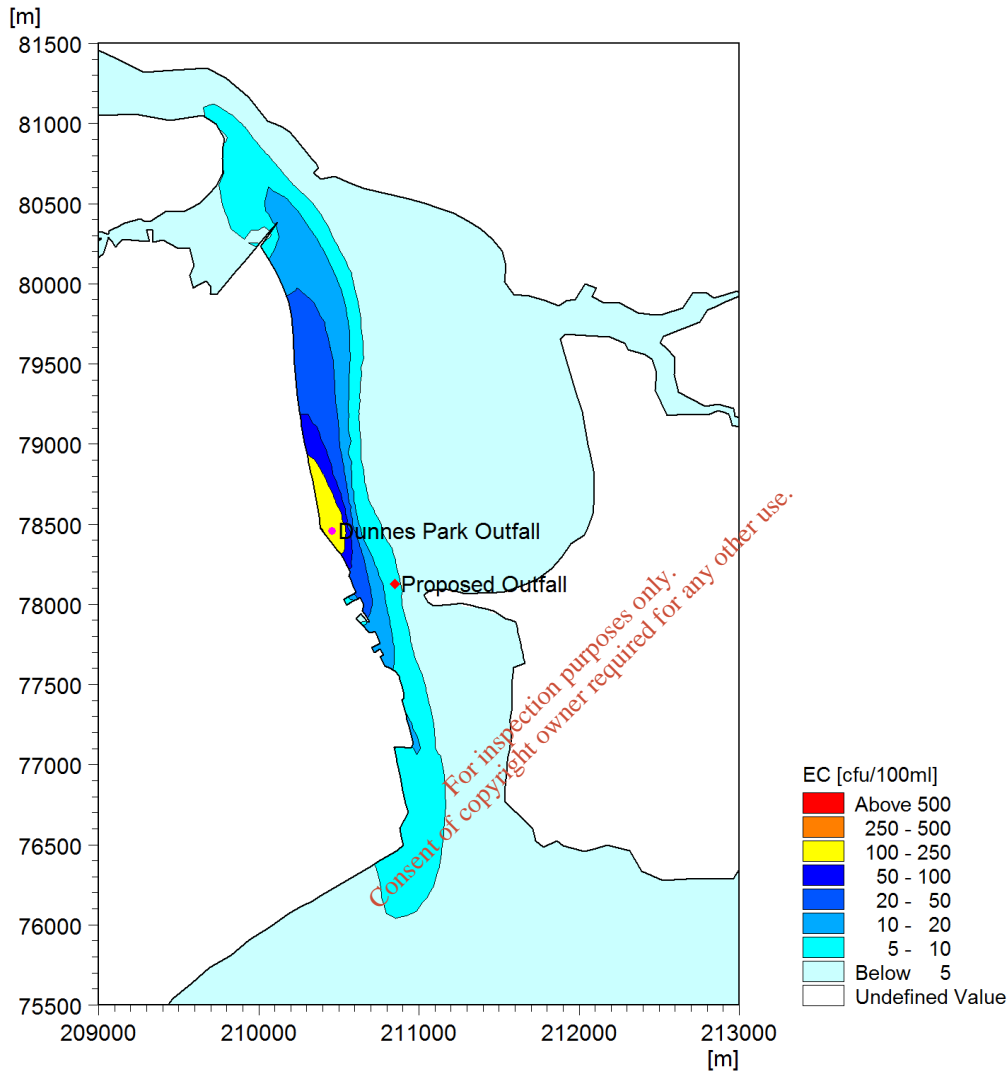 [m]
81500
81000
80500
80000
79500
79000
78500
78000
77500
77000
76500
76000
75500
209000 210000 211000 212000 213000
[m]
Dunnes Park Outfall
Proposed Outfall
For inspection purposes only.
Consent of copyright owner required for any other use.
EC [cfu/100ml]
Above 500
250 - 500
100 - 250
50 - 100
20 - 50
10 - 20
5 - 10
Below 5
Undefined Value